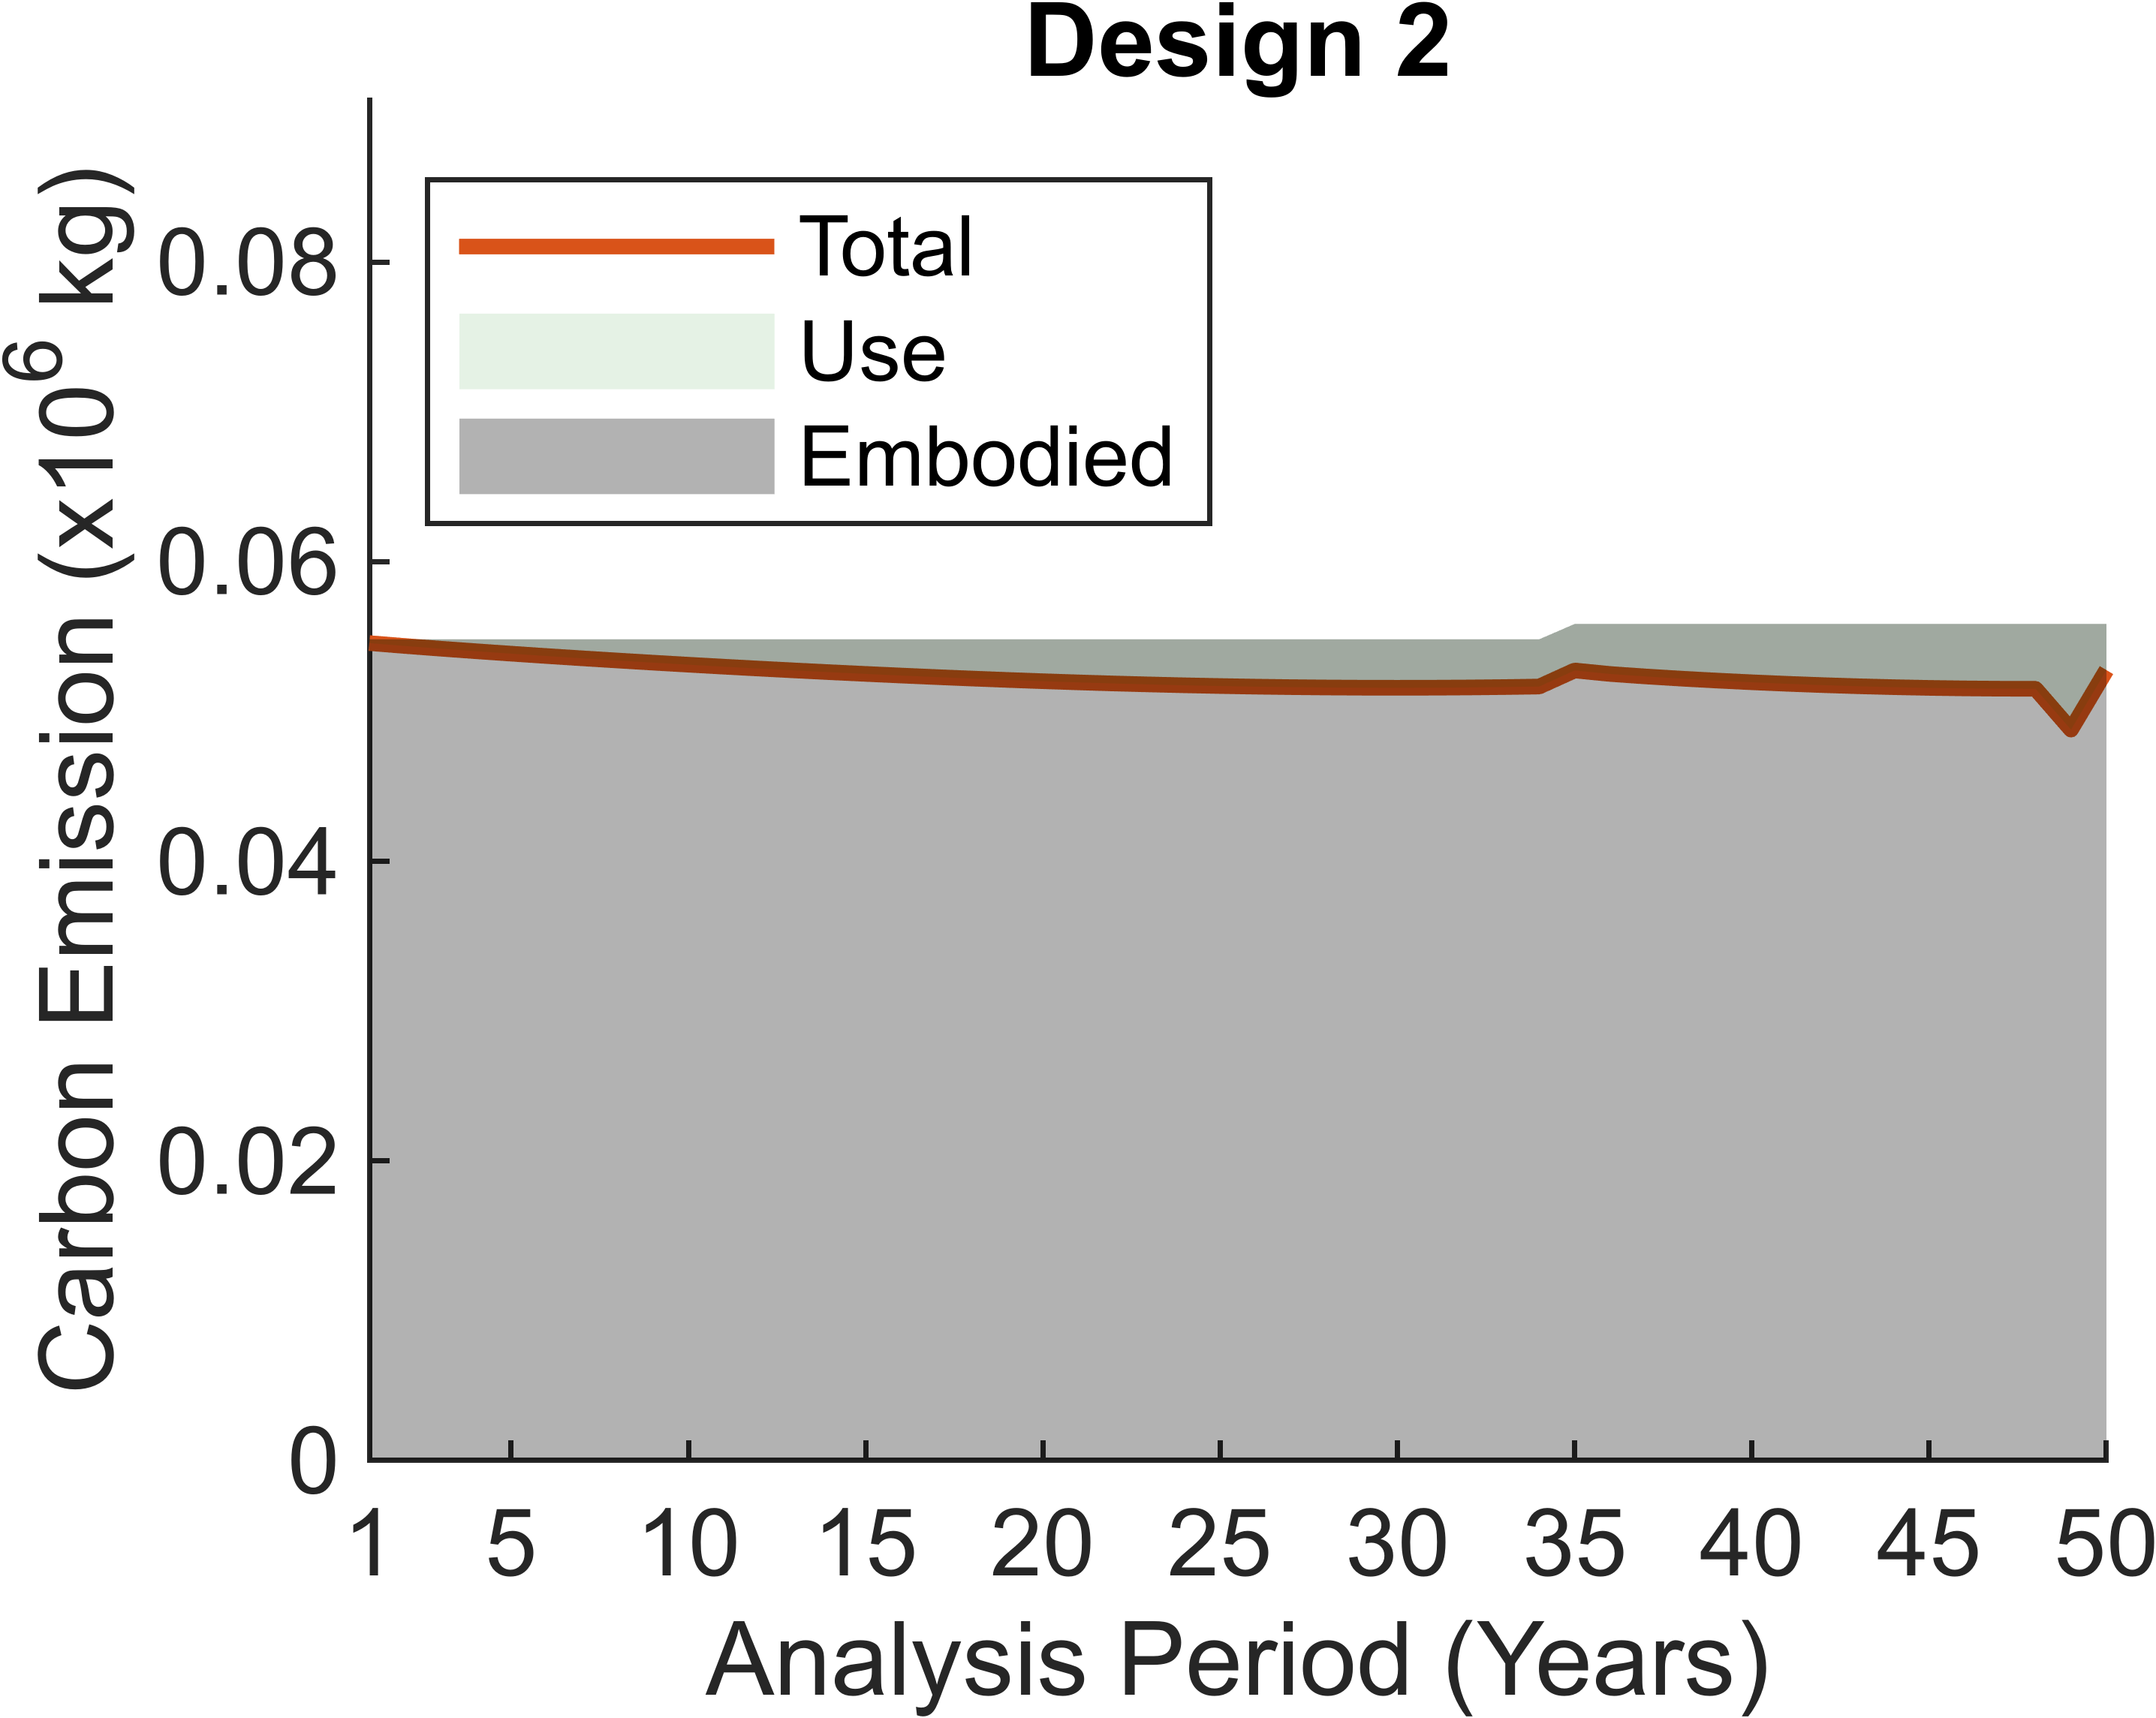 Design 2
Carbon Emission (x10⁶ kg)
0.08
0.06
0.04
0.02
0
Total
Use
Embodied
1 5 10 15 20 25 30 35 40 45 50
Analysis Period (Years)